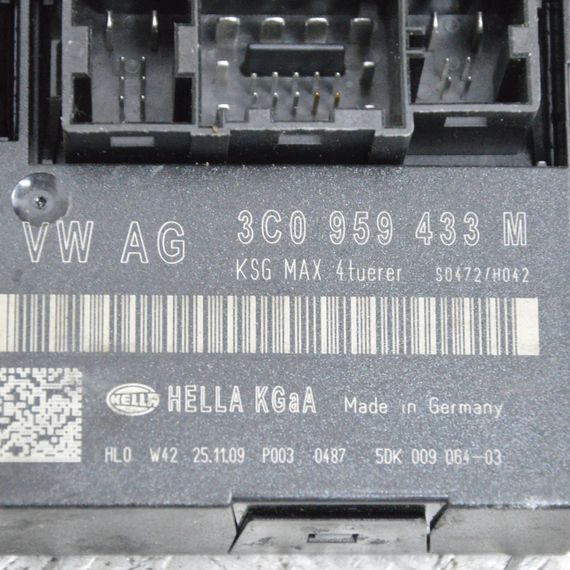 VW AG 3C0 959 433 M
KSG MAX 4tuerer S0472/H042
HELLA HELLA KGaA Made in Germany
HLO W42 25.11.09 P003 0487 5DK 009 064-03